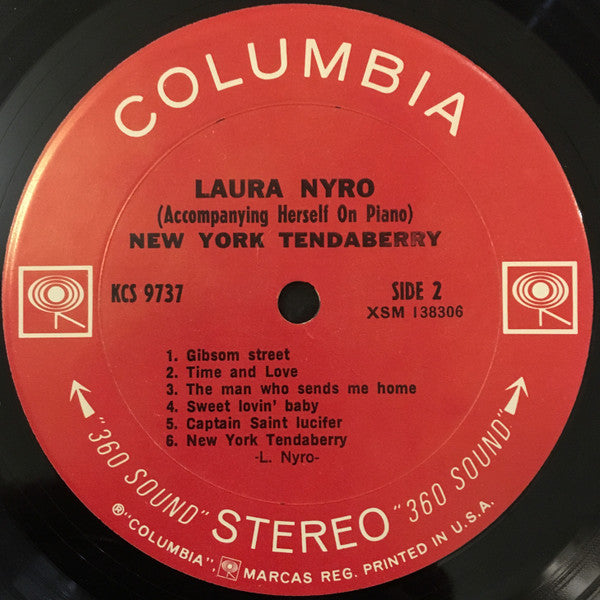 COLUMBIA
LAURA NYRO
(Accompanying Herself On Piano)
NEW YORK TENDABERRY
KCS 9737
SIDE 2
XSM 138306
1. Gibsom street
2. Time and Love
3. The man who sends me home
4. Sweet lovin' baby
5. Captain Saint lucifer
6. New York Tendaberry
-L. Nyro-
"360 SOUND" STEREO "360 SOUND"
® "COLUMBIA", MARCAS REG. PRINTED IN U.S.A.